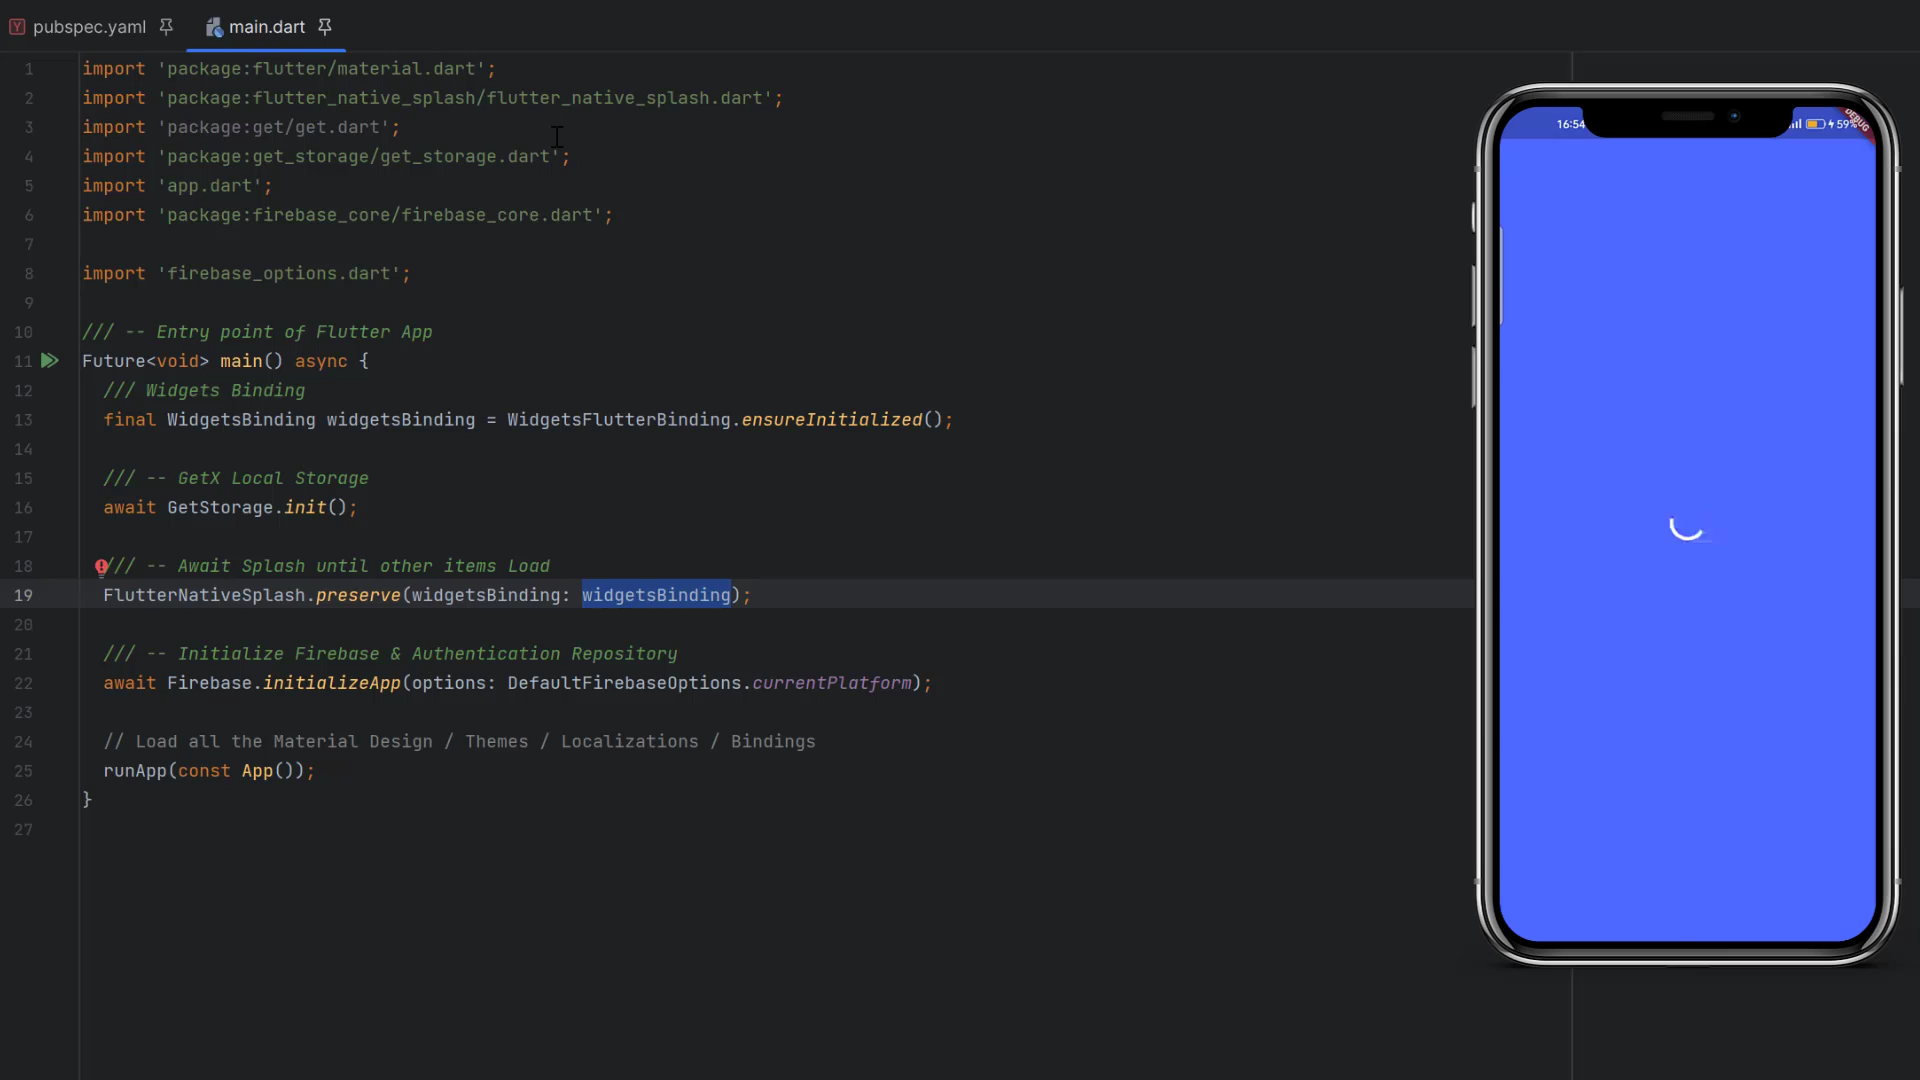 pubspec.yaml main.dart
1 import 'package:flutter/material.dart';
2 import 'package:flutter_native_splash/flutter_native_splash.dart';
3 import 'package:get/get.dart';
4 import 'package:get_storage/get_storage.dart';
5 import 'app.dart';
6 import 'package:firebase_core/firebase_core.dart';
7
8 import 'firebase_options.dart';
9
10 /// -- Entry point of Flutter App
11 Future<void> main() async {
12 /// Widgets Binding
13 final WidgetsBinding widgetsBinding = WidgetsFlutterBinding.ensureInitialized();
14
15 /// -- GetX Local Storage
16 await GetStorage.init();
17
18 /// -- Await Splash until other items Load
19 FlutterNativeSplash.preserve(widgetsBinding: widgetsBinding);
20
21 /// -- Initialize Firebase & Authentication Repository
22 await Firebase.initializeApp(options: DefaultFirebaseOptions.currentPlatform);
23
24 // Load all the Material Design / Themes / Localizations / Bindings
25 runApp(const App());
26 }
27
16:54 59%
DEBUG